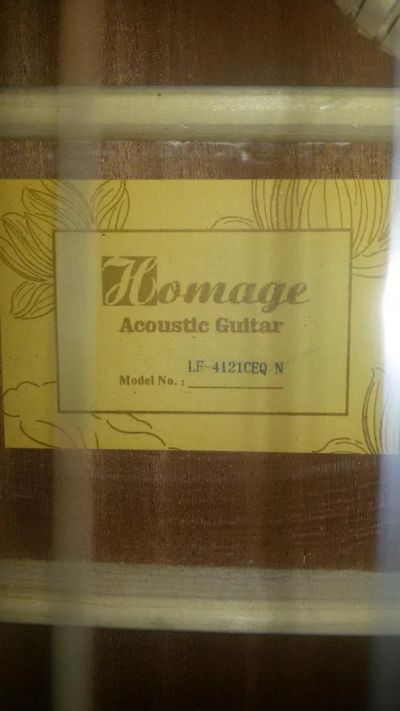 Homage
Acoustic Guitar
LF-4121CEQ N
Model No. :